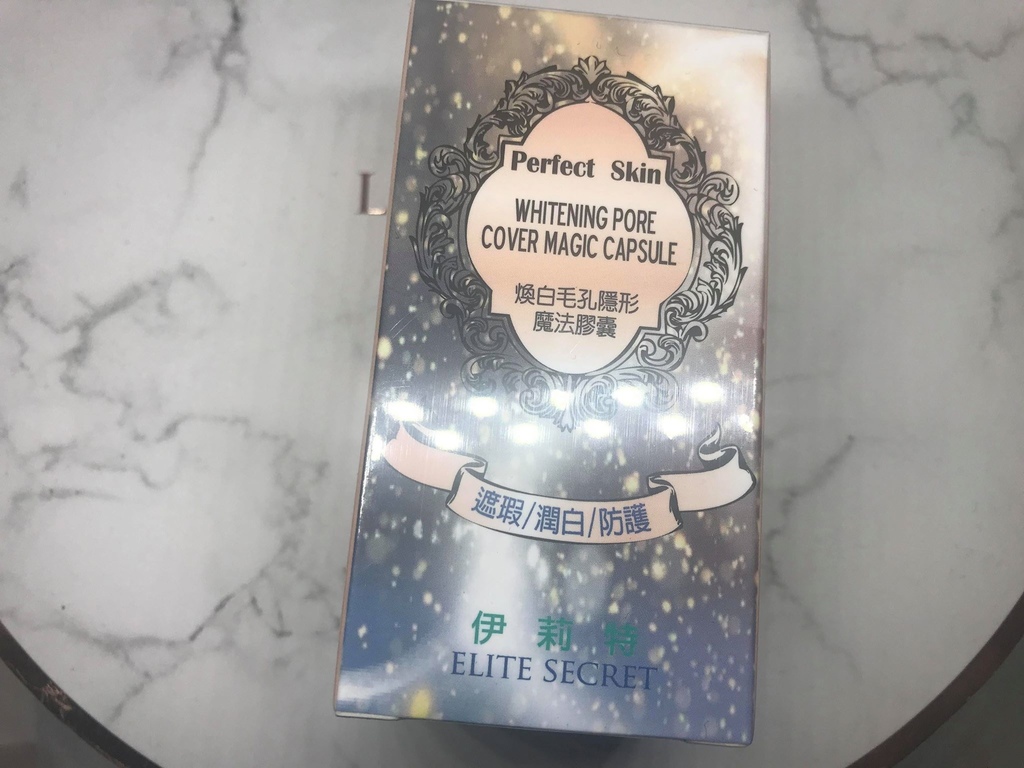 Perfect Skin
WHITENING PORE
COVER MAGIC CAPSULE
煥白毛孔隱形
魔法膠囊
遮瑕/潤白/防護
伊莉特
ELITE SECRET
L